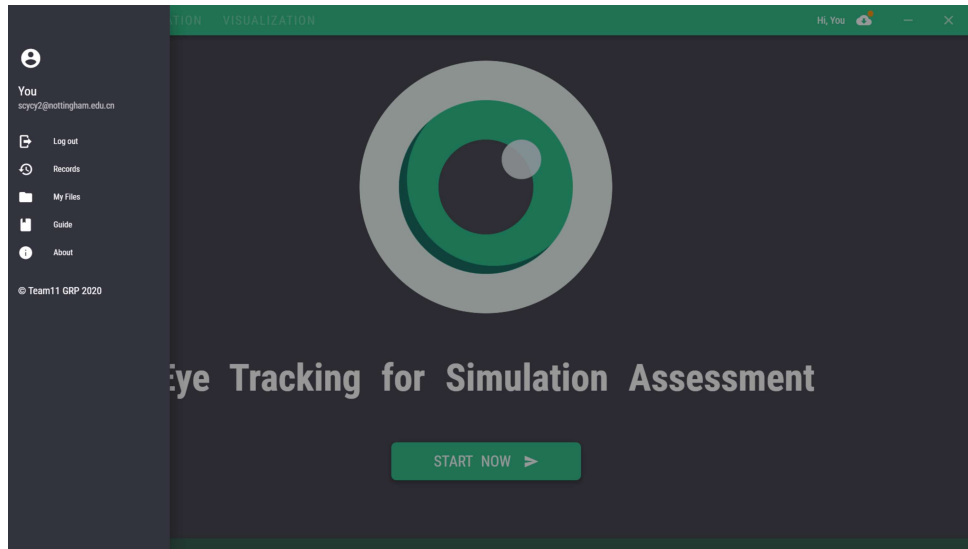 VISUALIZATION
Hi, You
You
scycy2@nottingham.edu.cn
Log out
Records
My Files
Guide
About
© Team11 GRP 2020
Eye Tracking for Simulation Assessment
START NOW